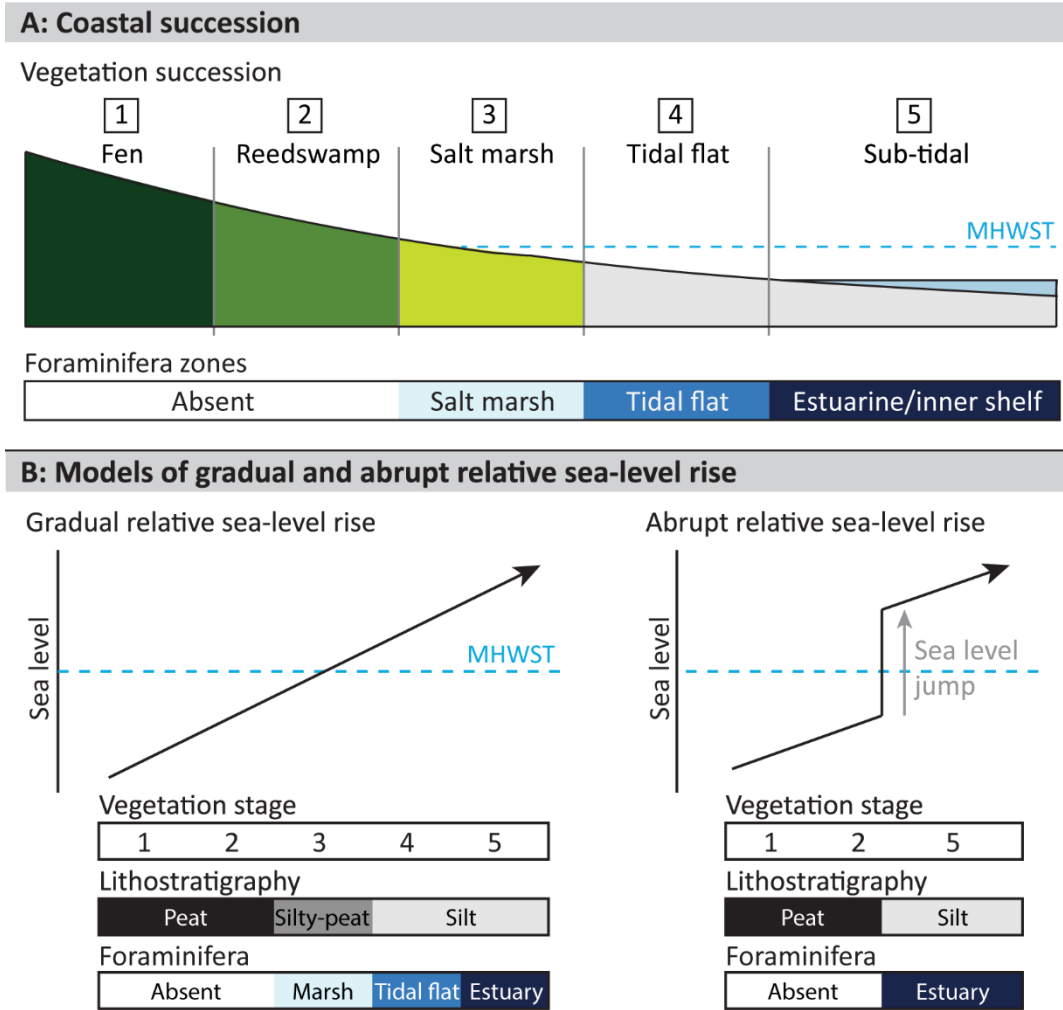 A: Coastal succession
Vegetation succession
1 2 3 4 5
Fen Reedswamp Salt marsh Tidal flat Sub-tidal
MHWST
Foraminifera zones
Absent Salt marsh Tidal flat Estuarine/inner shelf
B: Models of gradual and abrupt relative sea-level rise
Gradual relative sea-level rise
Sea level
MHWST
Vegetation stage
1 2 3 4 5
Lithostratigraphy
Peat Silty-peat Silt
Foraminifera
Absent Marsh Tidal flat Estuary
Abrupt relative sea-level rise
Sea level
Sea level
jump
Vegetation stage
1 2 5
Lithostratigraphy
Peat Silt
Foraminifera
Absent Estuary